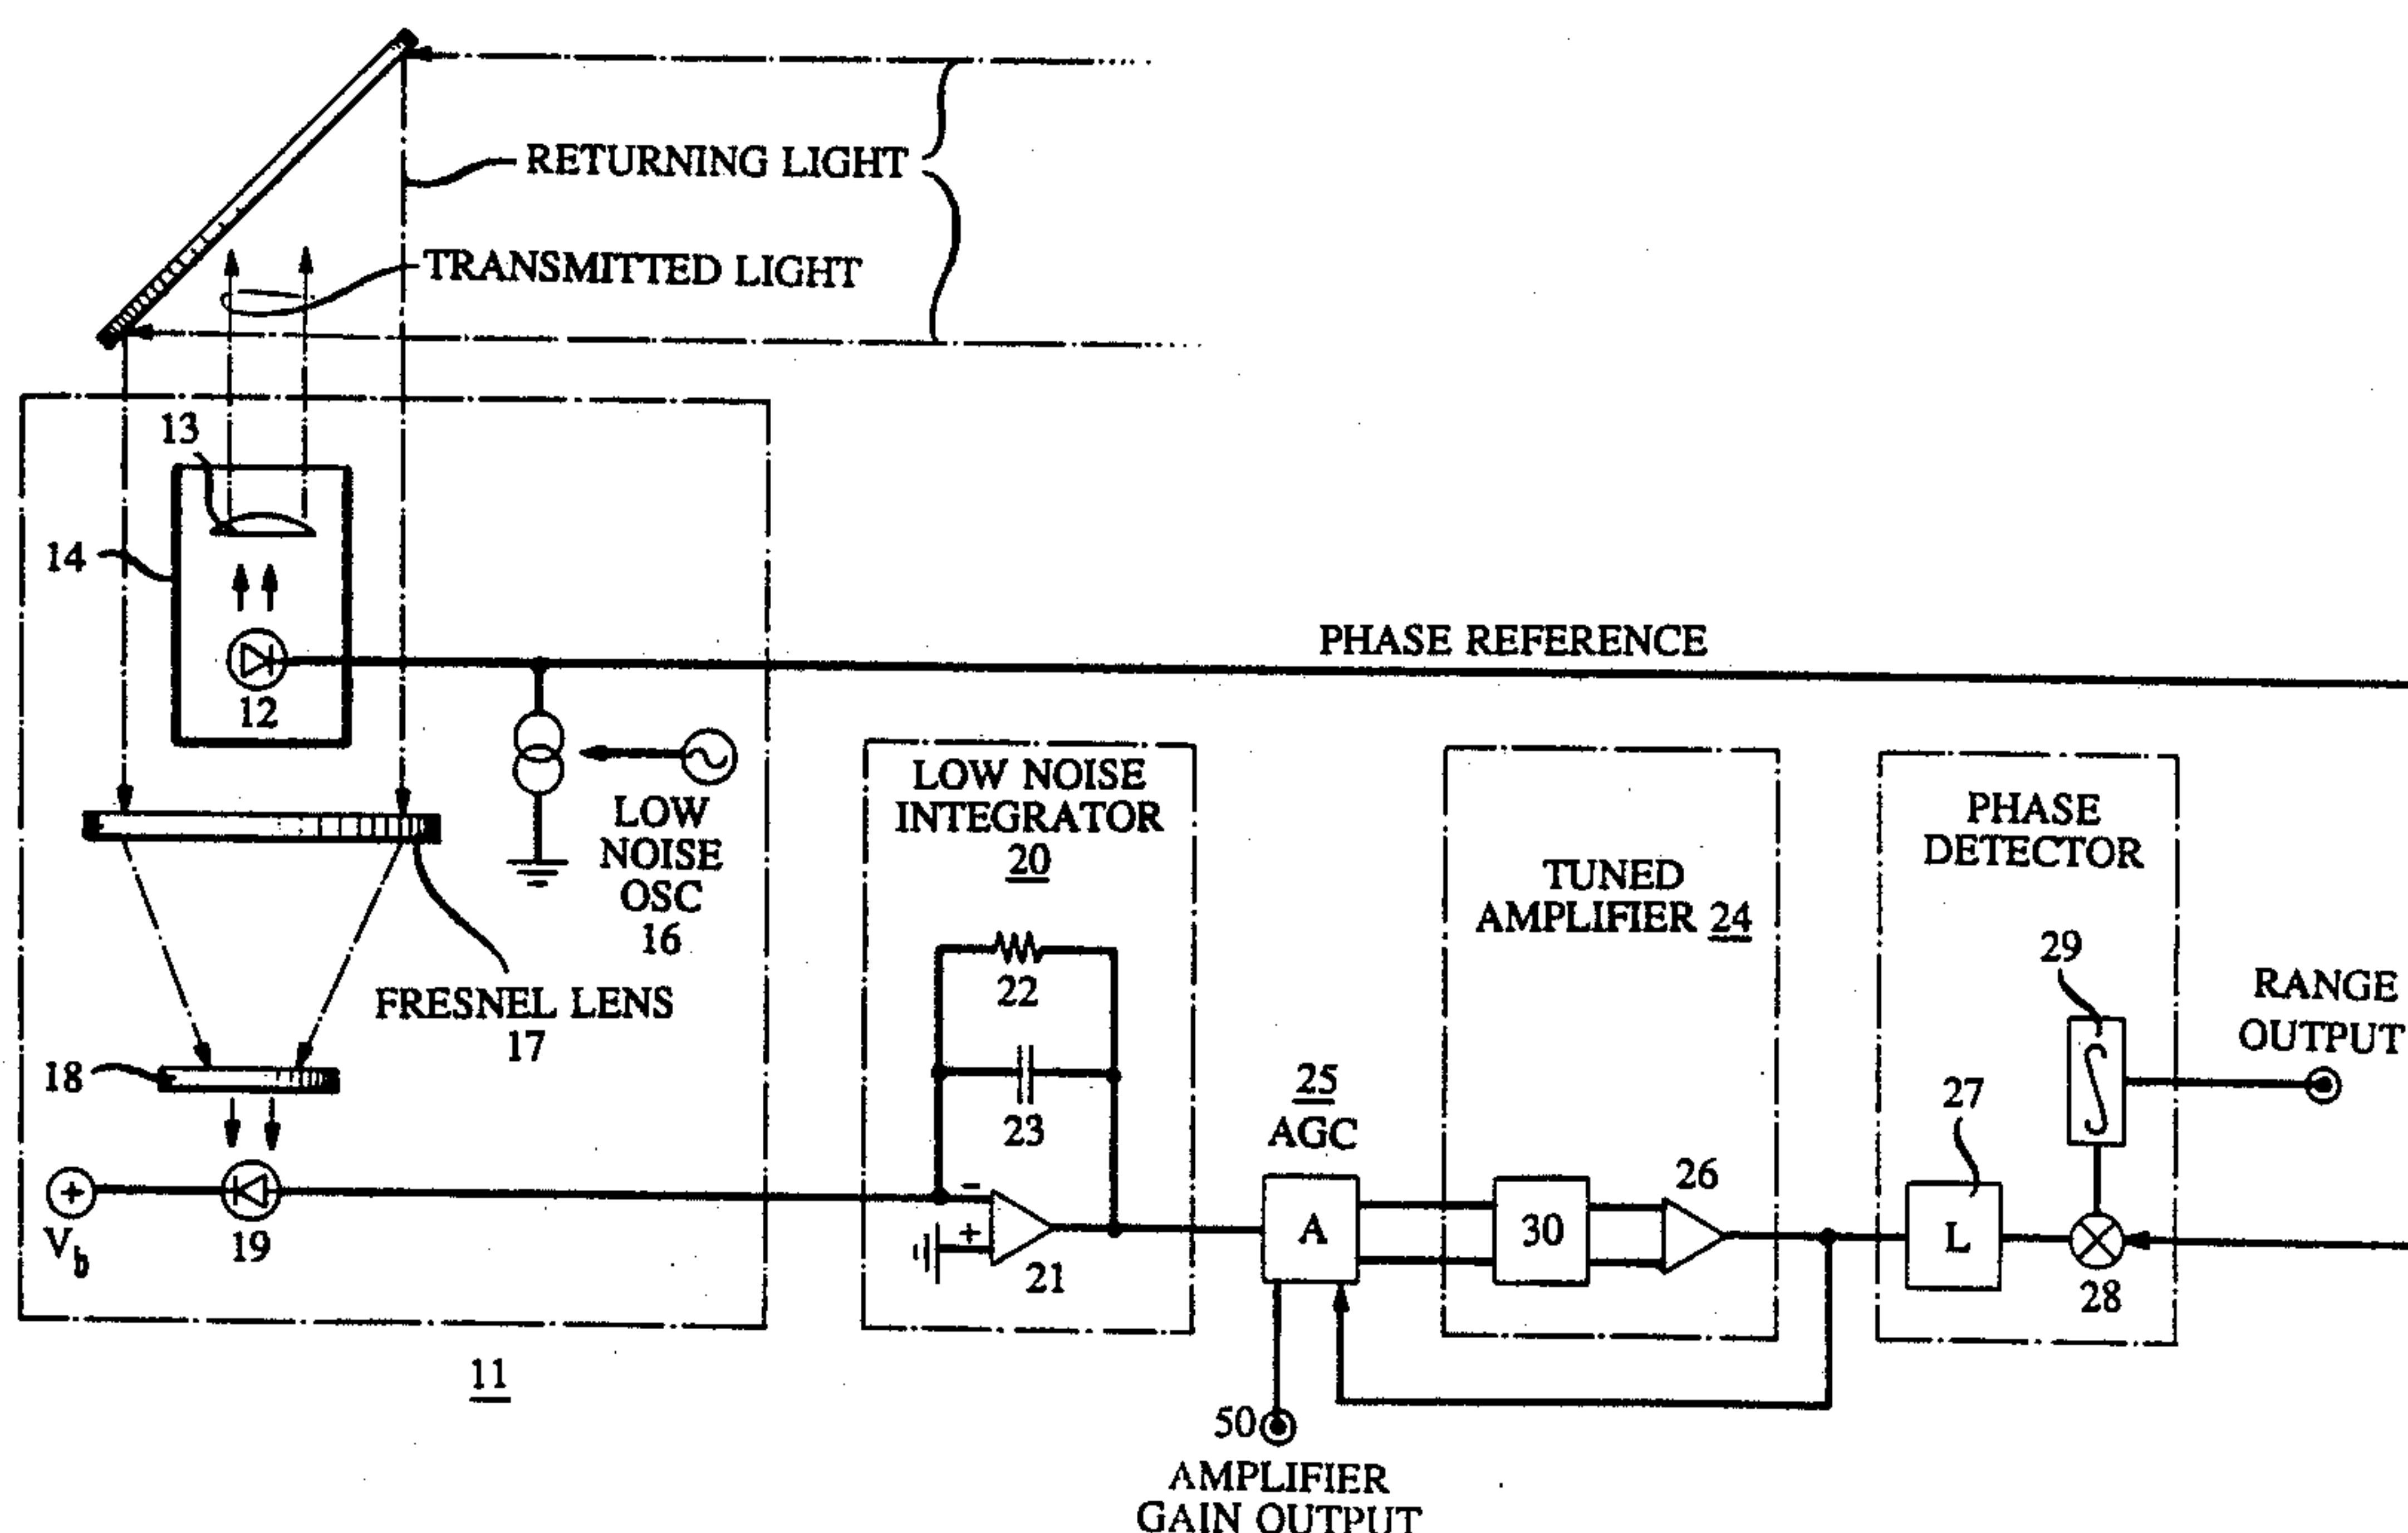 RETURNING LIGHT
TRANSMITTED LIGHT
13
14
12
PHASE REFERENCE
LOW
NOISE
OSC
16
FRESNEL LENS
17
18
V_b
19
11
LOW NOISE
INTEGRATOR
20
22
23
-
+
21
25
AGC
A
50
AMPLIFIER
GAIN OUTPUT
TUNED
AMPLIFIER 24
30
26
PHASE
DETECTOR
29
27
L
28
RANGE
OUTPUT